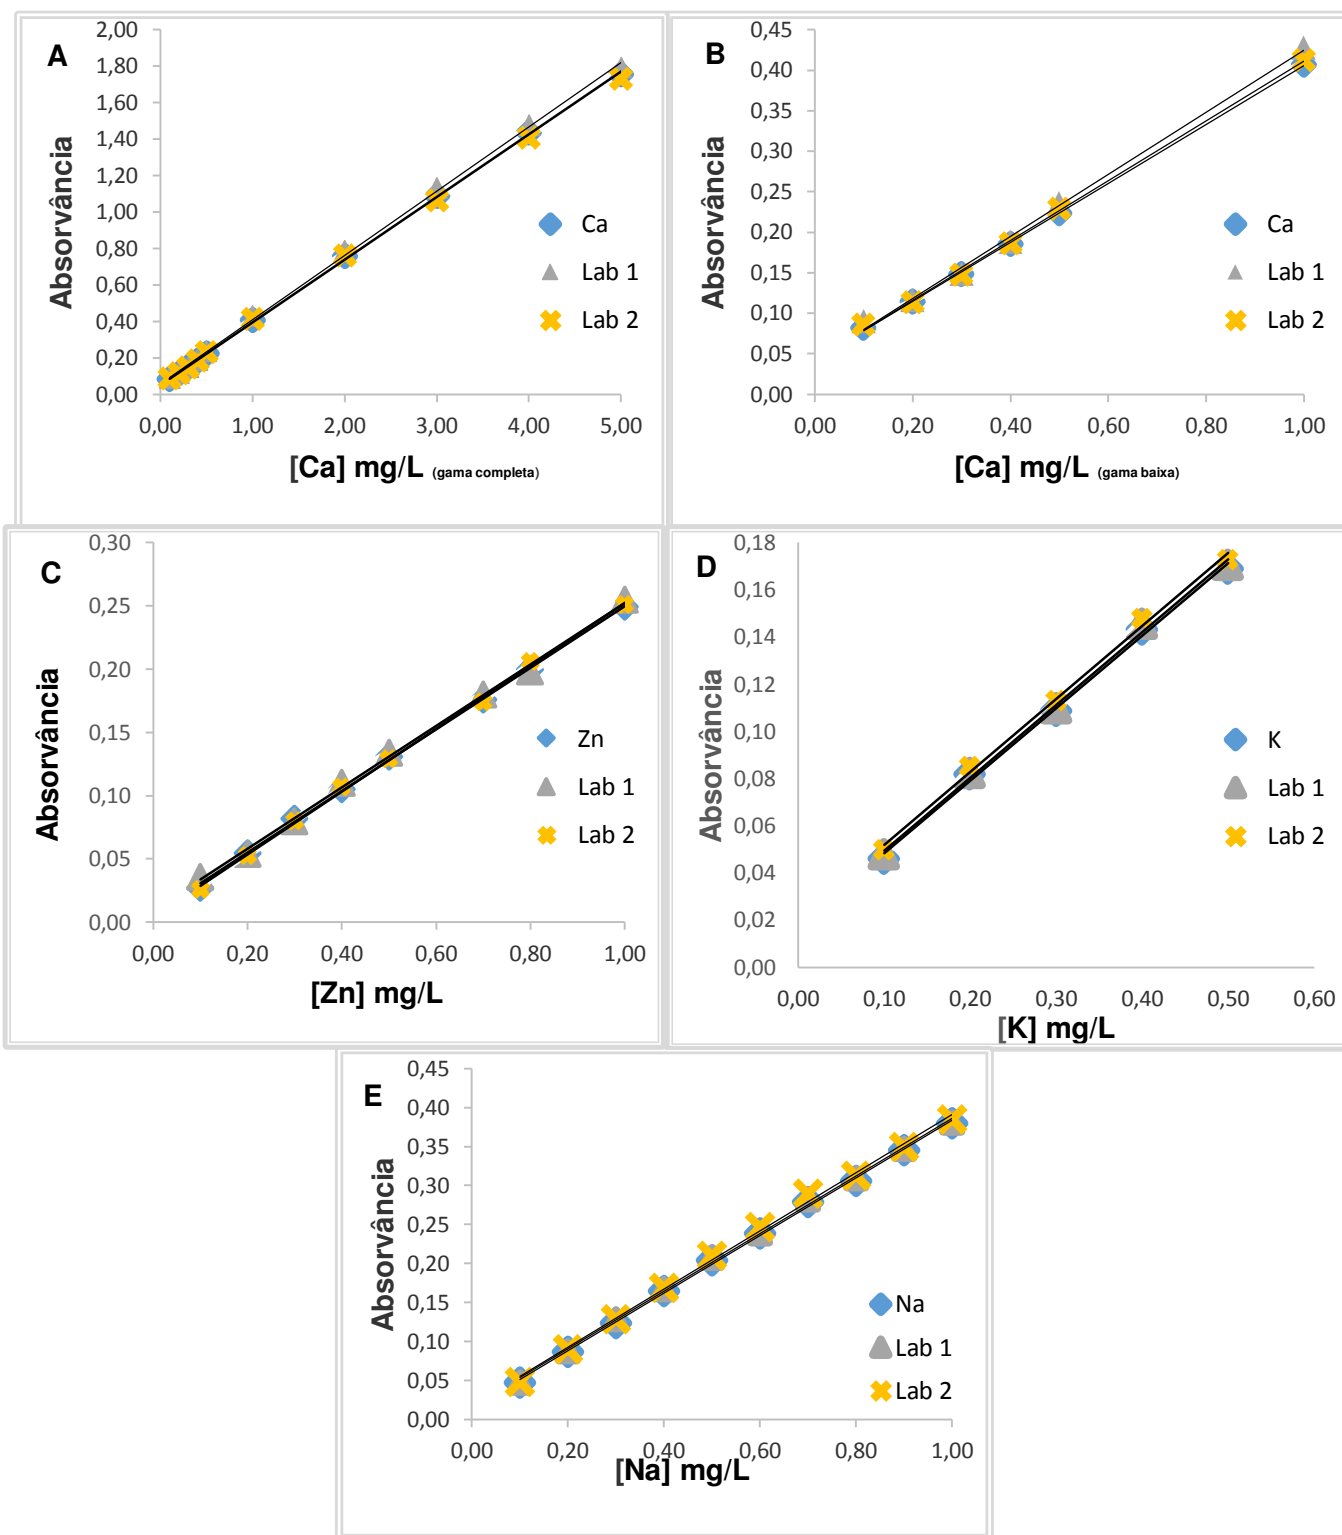 A
2,00
1,80
1,60
1,40
1,20
1,00
0,80
0,60
0,40
0,20
0,00
Absorvância
0,00 1,00 2,00 3,00 4,00 5,00
[Ca] mg/L (gama completa)
Ca
Lab 1
Lab 2
B
0,45
0,40
0,35
0,30
0,25
0,20
0,15
0,10
0,05
0,00
Absorvância
0,00 0,20 0,40 0,60 0,80 1,00
[Ca] mg/L (gama baixa)
Ca
Lab 1
Lab 2
C
0,30
0,25
0,20
0,15
0,10
0,05
0,00
Absorvância
0,00 0,20 0,40 0,60 0,80 1,00
[Zn] mg/L
Zn
Lab 1
Lab 2
D
0,18
0,16
0,14
0,12
0,10
0,08
0,06
0,04
0,02
0,00
Absorvância
0,00 0,10 0,20 0,30 0,40 0,50 0,60
[K] mg/L
K
Lab 1
Lab 2
E
0,45
0,40
0,35
0,30
0,25
0,20
0,15
0,10
0,05
0,00
Absorvância
0,00 0,20 0,40 0,60 0,80 1,00
[Na] mg/L
Na
Lab 1
Lab 2